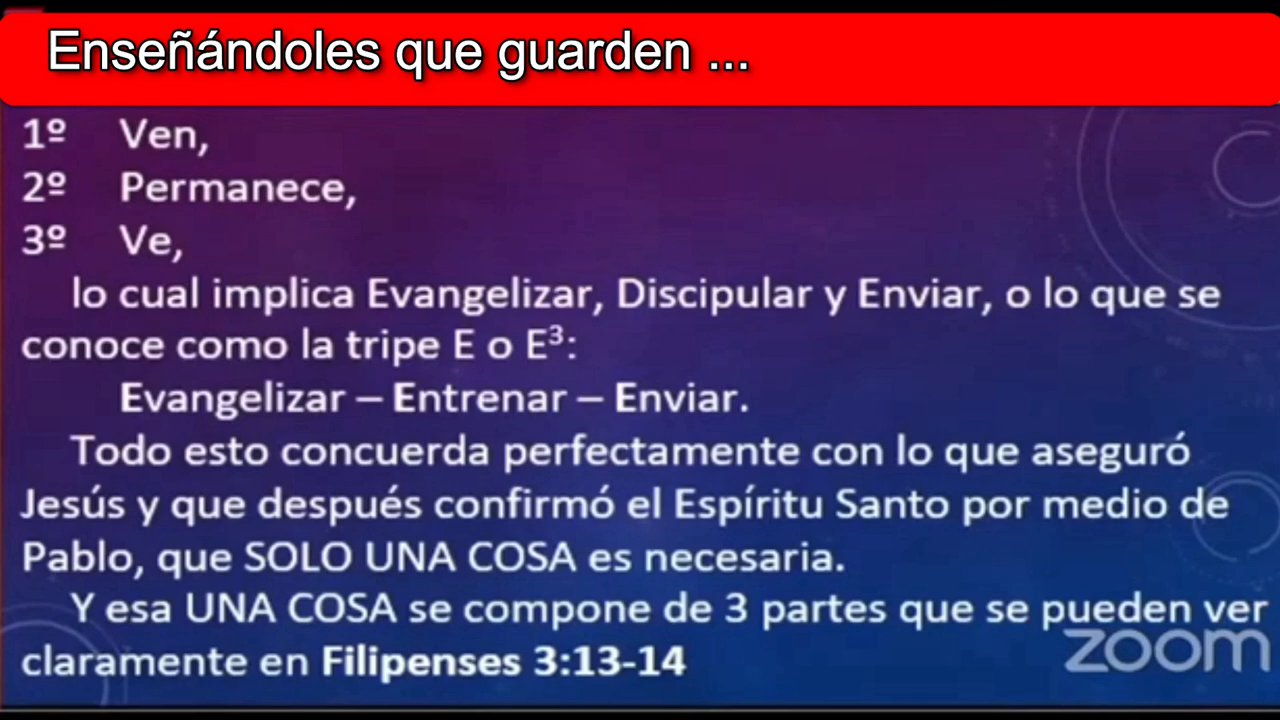 Enseñándoles que guarden ...
1º Ven,
2º Permanece,
3º Ve,
lo cual implica Evangelizar, Discipular y Enviar, o lo que se
conoce como la tripe E o E³:
Evangelizar – Entrenar – Enviar.
Todo esto concuerda perfectamente con lo que aseguró
Jesús y que después confirmó el Espíritu Santo por medio de
Pablo, que SOLO UNA COSA es necesaria.
Y esa UNA COSA se compone de 3 partes que se pueden ver
claramente en Filipenses 3:13-14
zoom